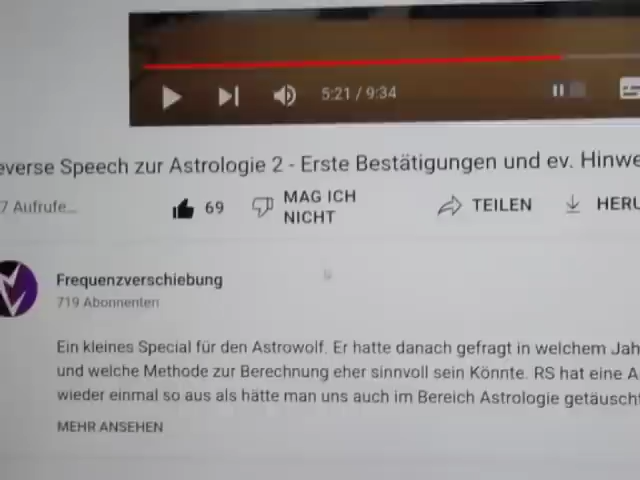 5:21 / 9:34
everse Speech zur Astrologie 2 - Erste Bestätigungen und ev. Hinwe
7 Aufrufe...
69
MAG ICH NICHT
TEILEN
HERU
Frequenzverschiebung
719 Abonnenten
Ein kleines Special für den Astrowolf. Er hatte danach gefragt in welchem Jah
und welche Methode zur Berechnung eher sinnvoll sein Könnte. RS hat eine A
wieder einmal so aus als hätte man uns auch im Bereich Astrologie getäuscht
MEHR ANSEHEN